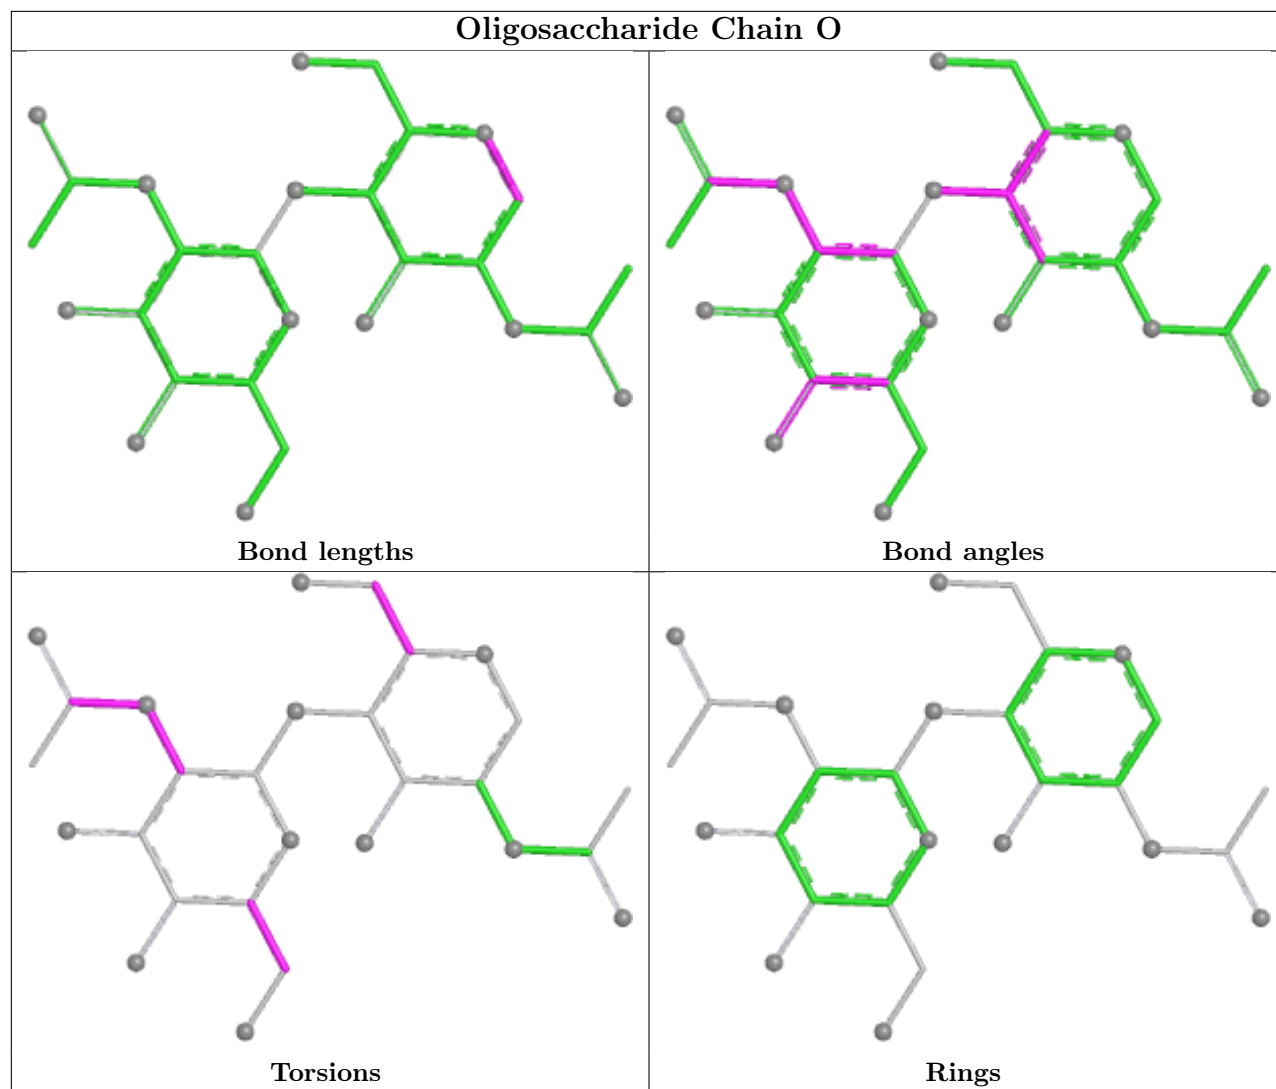 Oligosaccharide Chain O
Bond lengths
Bond angles
Torsions
Rings